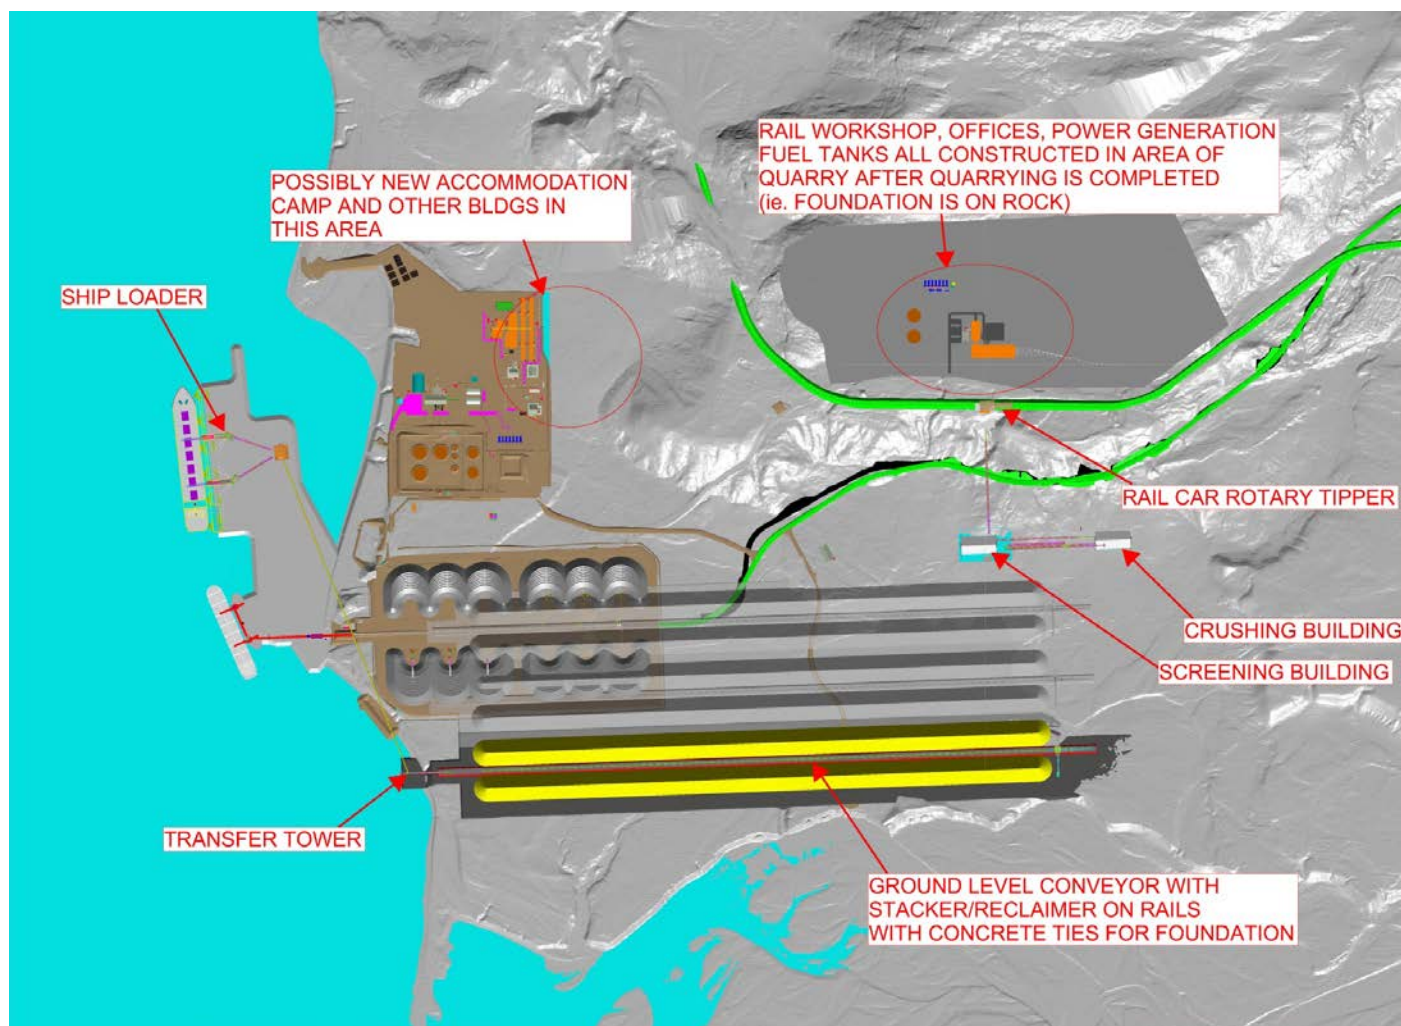 RAIL WORKSHOP, OFFICES, POWER GENERATION
FUEL TANKS ALL CONSTRUCTED IN AREA OF
QUARRY AFTER QUARRYING IS COMPLETED
(ie. FOUNDATION IS ON ROCK)
POSSIBLY NEW ACCOMMODATION
CAMP AND OTHER BLDGS IN
THIS AREA
SHIP LOADER
RAIL CAR ROTARY TIPPER
CRUSHING BUILDING
SCREENING BUILDING
TRANSFER TOWER
GROUND LEVEL CONVEYOR WITH
STACKER/RECLAIMER ON RAILS
WITH CONCRETE TIES FOR FOUNDATION